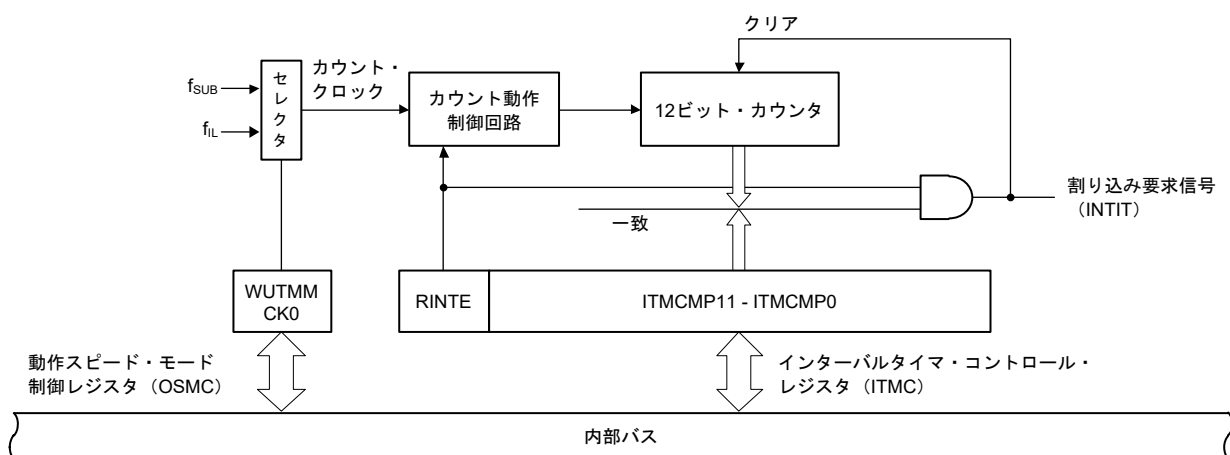 クリア
f_SUB
f_IL
セレクタ
カウント・
クロック
カウント動作
制御回路
12ビット・カウンタ
一致
割り込み要求信号
（INTIT）
WUTMM
CK0
RINTE
ITMCMP11 - ITMCMP0
動作スピード・モード
制御レジスタ（OSMC）
インターバルタイマ・コントロール・
レジスタ（ITMC）
内部バス